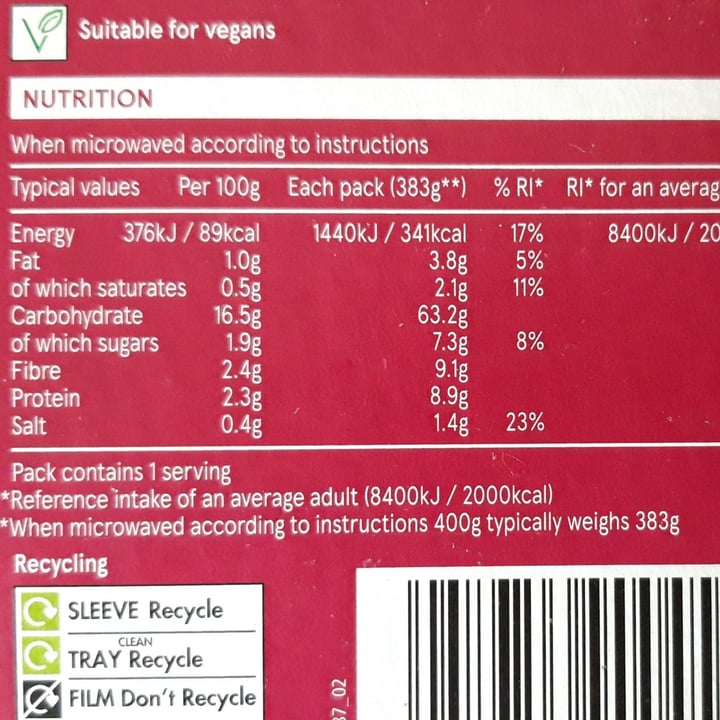 Suitable for vegans
NUTRITION
When microwaved according to instructions
Typical values Per 100g Each pack (383g**) % RI* RI* for an averag
Energy 376kJ / 89kcal 1440kJ / 341kcal 17% 8400kJ / 20
Fat 1.0g 3.8g 5%
of which saturates 0.5g 2.1g 11%
Carbohydrate 16.5g 63.2g
of which sugars 1.9g 7.3g 8%
Fibre 2.4g 9.1g
Protein 2.3g 8.9g
Salt 0.4g 1.4g 23%
Pack contains 1 serving
*Reference intake of an average adult (8400kJ / 2000kcal)
*When microwaved according to instructions 400g typically weighs 383g
Recycling
SLEEVE Recycle
CLEAN
TRAY Recycle
FILM Don't Recycle
37_02